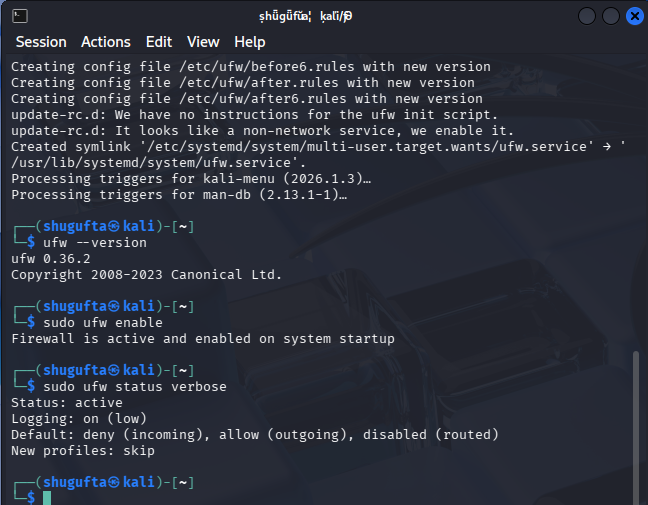 Session Actions Edit View Help
Creating config file /etc/ufw/before6.rules with new version
Creating config file /etc/ufw/after.rules with new version
Creating config file /etc/ufw/after6.rules with new version
update-rc.d: We have no instructions for the ufw init script.
update-rc.d: It looks like a non-network service, we enable it.
Created symlink '/etc/systemd/system/multi-user.target.wants/ufw.service' → '
/usr/lib/systemd/system/ufw.service'.
Processing triggers for kali-menu (2026.1.3)…
Processing triggers for man-db (2.13.1-1)…
┌──(shugufta㉿kali)-[~]
└─$ ufw --version
ufw 0.36.2
Copyright 2008-2023 Canonical Ltd.
┌──(shugufta㉿kali)-[~]
└─$ sudo ufw enable
Firewall is active and enabled on system startup
┌──(shugufta㉿kali)-[~]
└─$ sudo ufw status verbose
Status: active
Logging: on (low)
Default: deny (incoming), allow (outgoing), disabled (routed)
New profiles: skip
┌──(shugufta㉿kali)-[~]
└─$